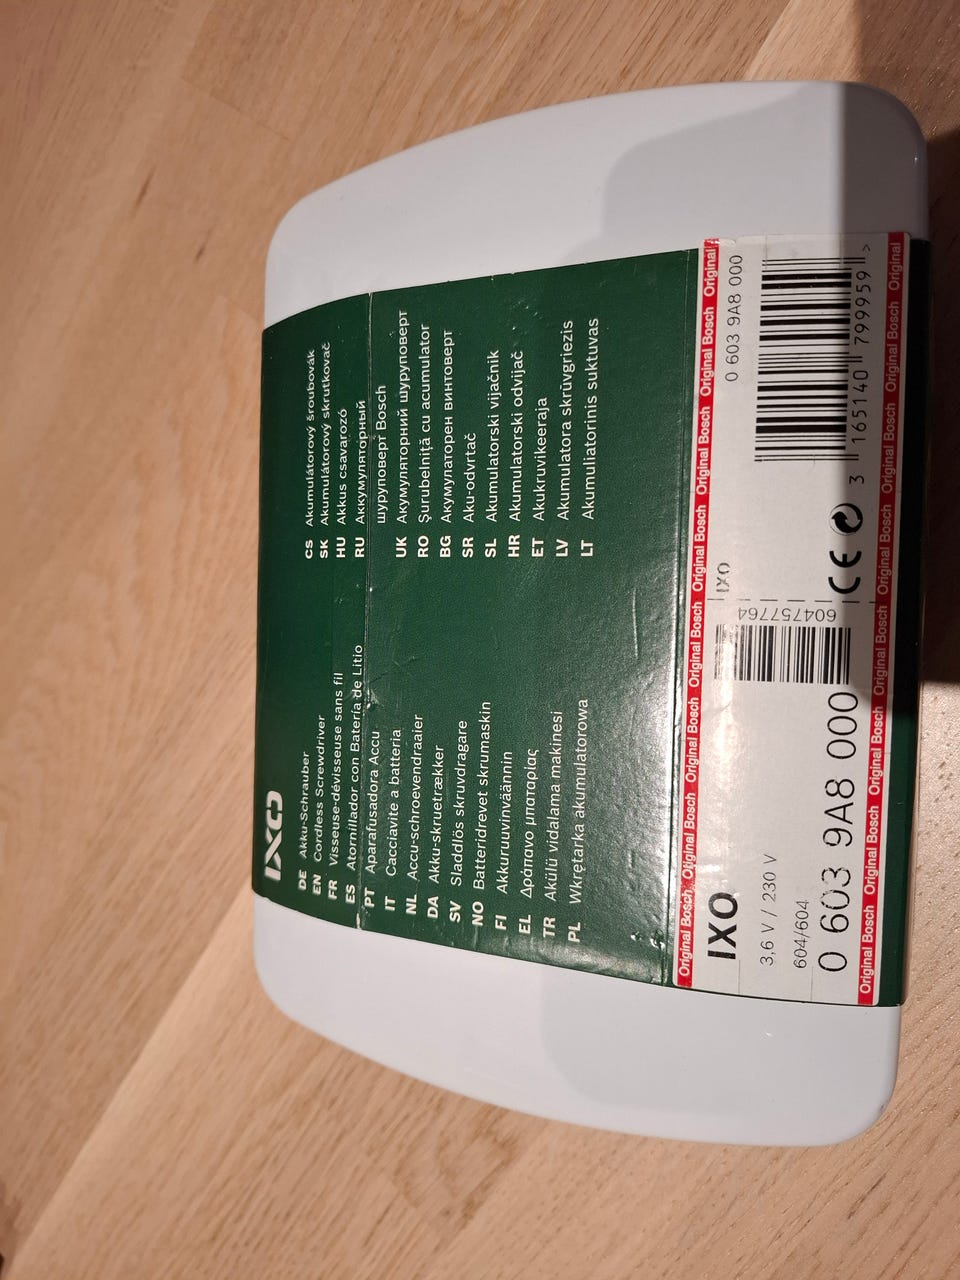 IXO
DE Akku-Schrauber
EN Cordless Screwdriver
FR Visseuse-dévisseuse sans fil
ES Atornillador con Batería de Litio
PT Aparafusadora Accu
IT Cacciavite a batteria
NL Accu-schroevendraaier
DA Akku-skruetrækker
SV Sladdlös skruvdragare
NO Batteridrevet skrumaskin
FI Akkuruuvinväännin
EL Δράπανο μπαταρίας
TR Akülü vidalama makinesi
PL Wkrętarka akumulatorowa
CS Akumulátorový šroubovák
SK Akumulátorový skrutkovač
HU Akkus csavarozó
RU Аккумуляторный
шуруповерт Bosch
UK Акумуляторний шуруповерт
RO Şurubelniţă cu acumulator
BG Акумулаторен винтоверт
SR Aku-odvrtač
SL Akumulatorski vijačnik
HR Akumulatorski odvijač
ET Akukruvikeeraja
LV Akumulatora skrūvgriezis
LT Akumuliatorinis suktuvas
Original Bosch Original Bosch Original Bosch Original Bosch Original Bosch Original Bosch Original Bosch Original
IXO
3,6 V / 230 V
604/604
0 603 9A8 000
604757764
IXO
CE
0 603 9A8 000
3 165140 799959 >
Original Bosch Original Bosch Original Bosch Original Bosch Original Bosch Original Bosch Original Bosch Original